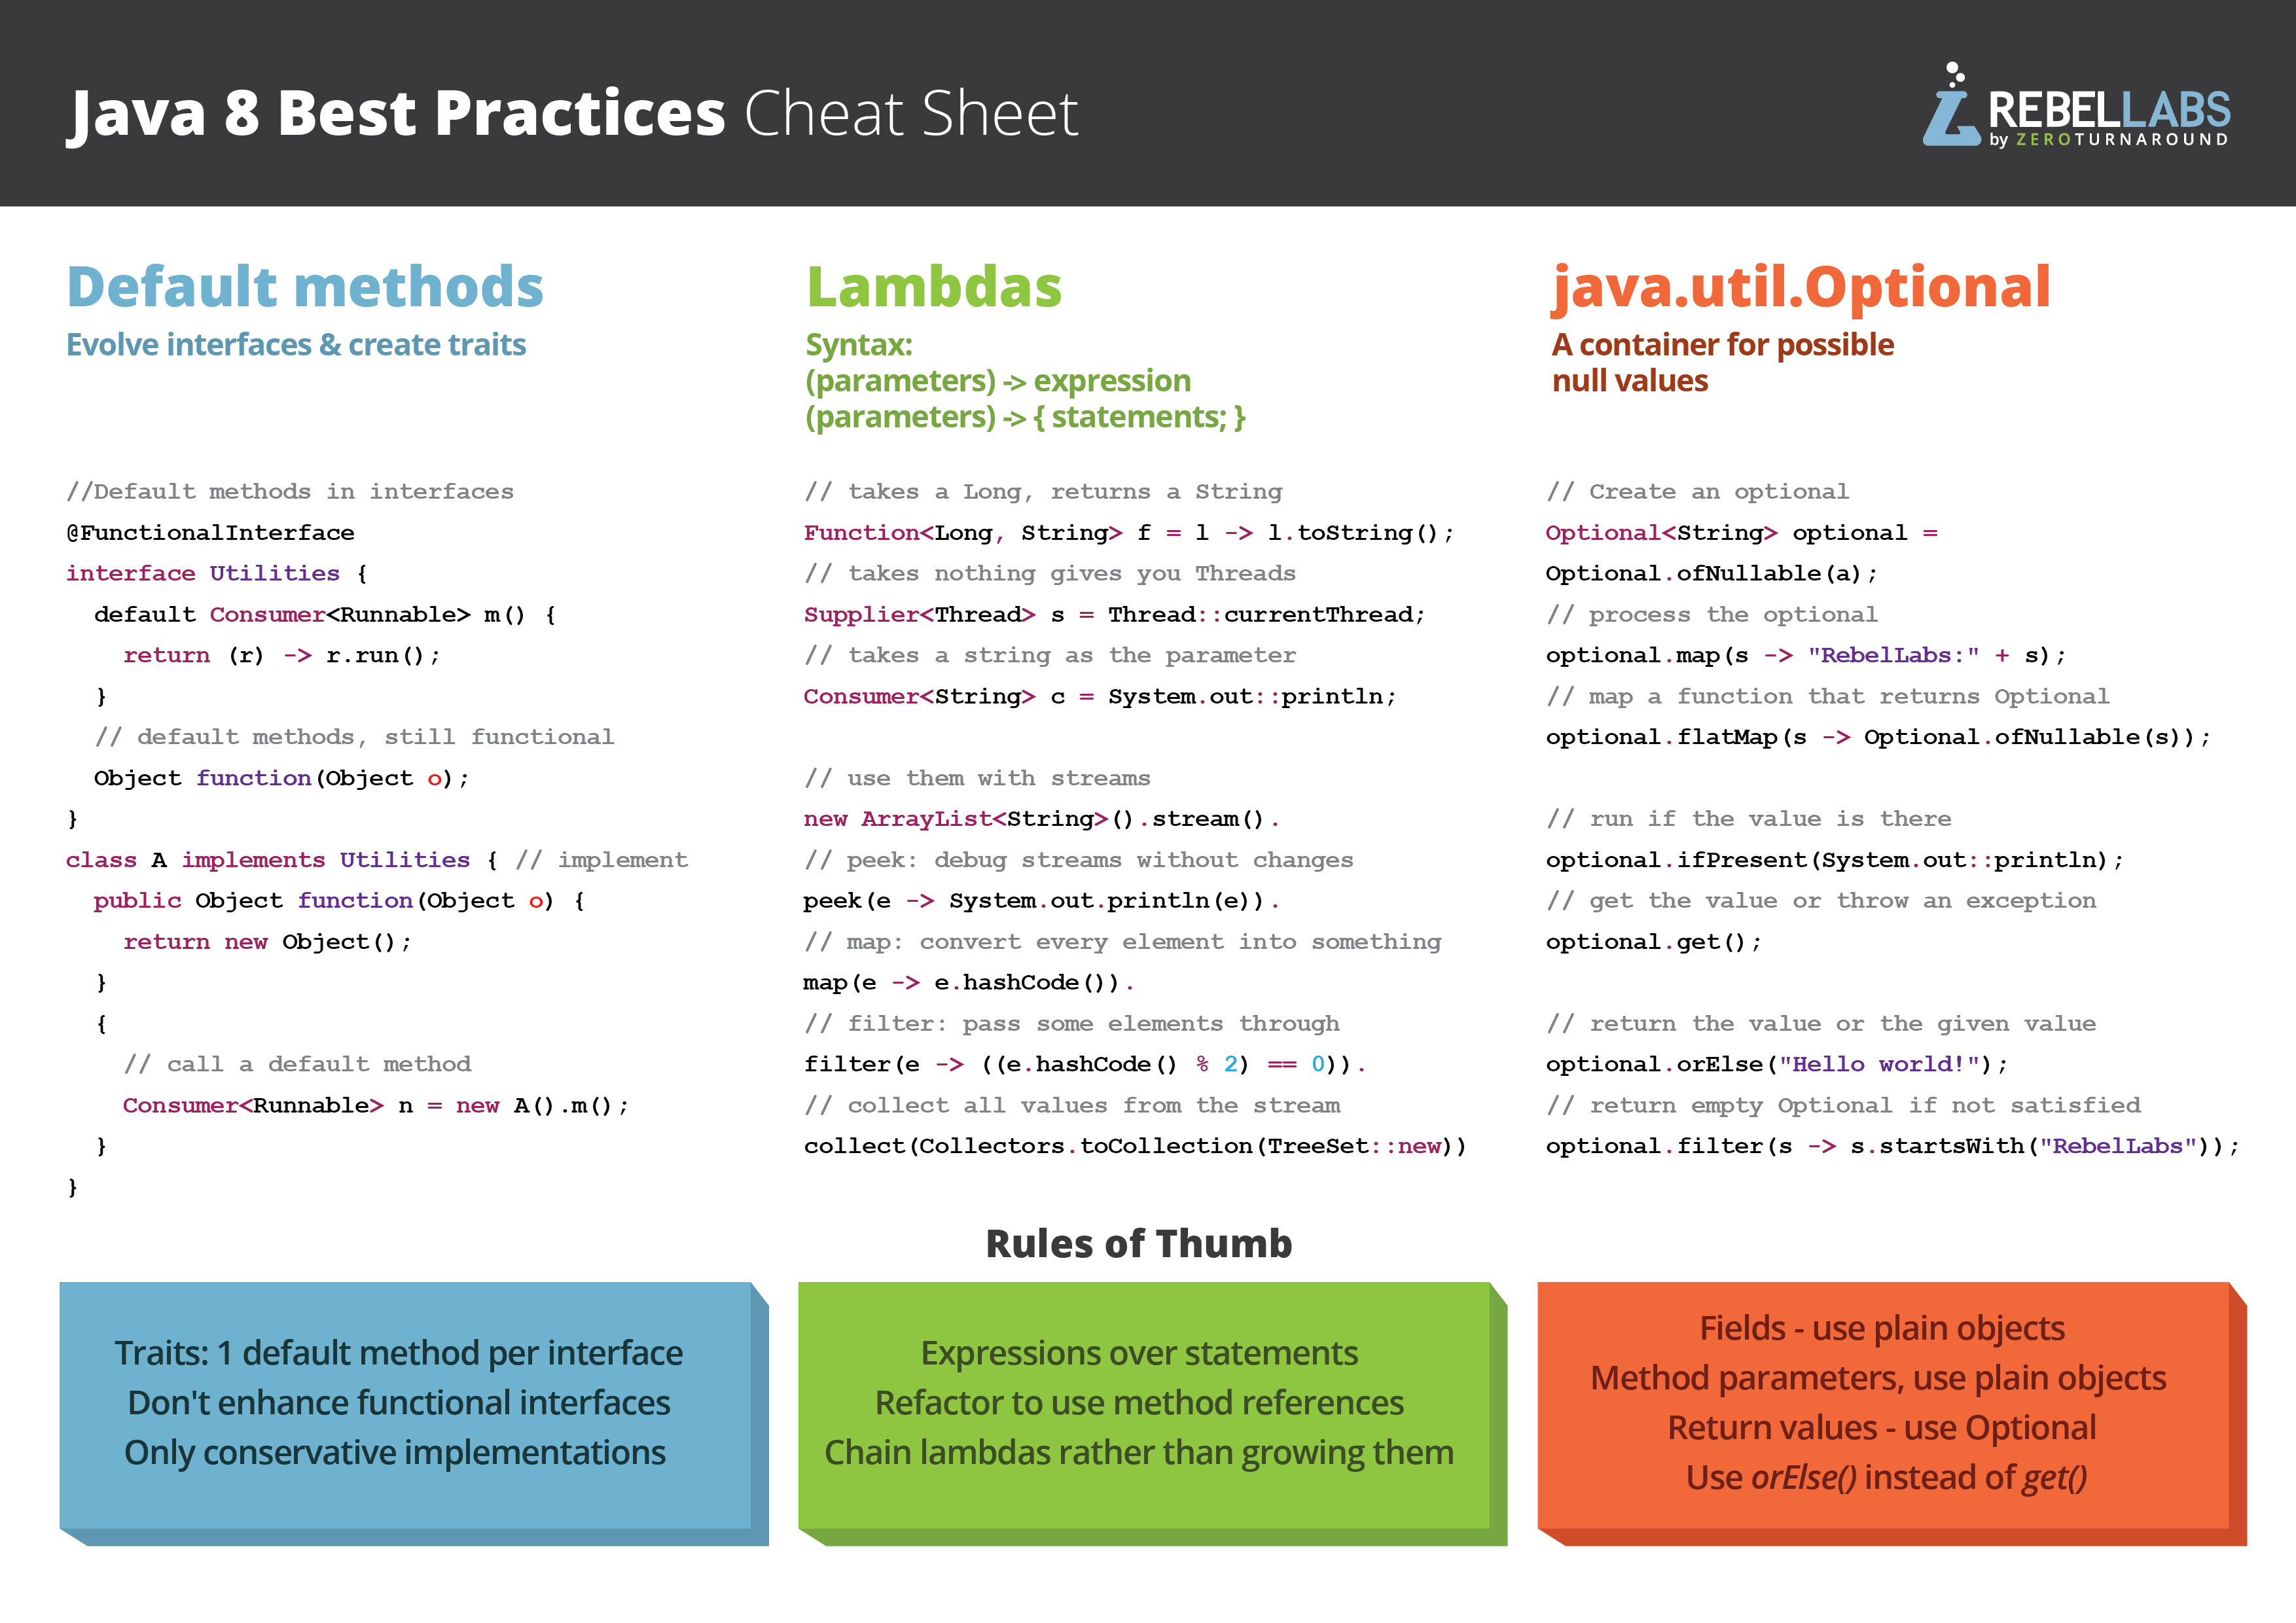 Java 8 Best Practices Cheat Sheet
REBELLABS
by ZEROTURNAROUND
Default methods
Evolve interfaces & create traits
//Default methods in interfaces
@FunctionalInterface
interface Utilities {
  default Consumer<Runnable> m() {
    return (r) -> r.run();
  }
  // default methods, still functional
  Object function(Object o);
}
class A implements Utilities { // implement
  public Object function(Object o) {
    return new Object();
  }
  {
    // call a default method
    Consumer<Runnable> n = new A().m();
  }
}
Lambdas
Syntax:
(parameters) -> expression
(parameters) -> { statements; }
// takes a Long, returns a String
Function<Long, String> f = l -> l.toString();
// takes nothing gives you Threads
Supplier<Thread> s = Thread::currentThread;
// takes a string as the parameter
Consumer<String> c = System.out::println;
// use them with streams
new ArrayList<String>().stream().
// peek: debug streams without changes
peek(e -> System.out.println(e)).
// map: convert every element into something
map(e -> e.hashCode()).
// filter: pass some elements through
filter(e -> ((e.hashCode() % 2) == 0)).
// collect all values from the stream
collect(Collectors.toCollection(TreeSet::new))
java.util.Optional
A container for possible
null values
// Create an optional
Optional<String> optional =
Optional.ofNullable(a);
// process the optional
optional.map(s -> "RebelLabs:" + s);
// map a function that returns Optional
optional.flatMap(s -> Optional.ofNullable(s));
// run if the value is there
optional.ifPresent(System.out::println);
// get the value or throw an exception
optional.get();
// return the value or the given value
optional.orElse("Hello world!");
// return empty Optional if not satisfied
optional.filter(s -> s.startsWith("RebelLabs"));
Rules of Thumb
Traits: 1 default method per interface
Don't enhance functional interfaces
Only conservative implementations
Expressions over statements
Refactor to use method references
Chain lambdas rather than growing them
Fields - use plain objects
Method parameters, use plain objects
Return values - use Optional
Use orElse() instead of get()